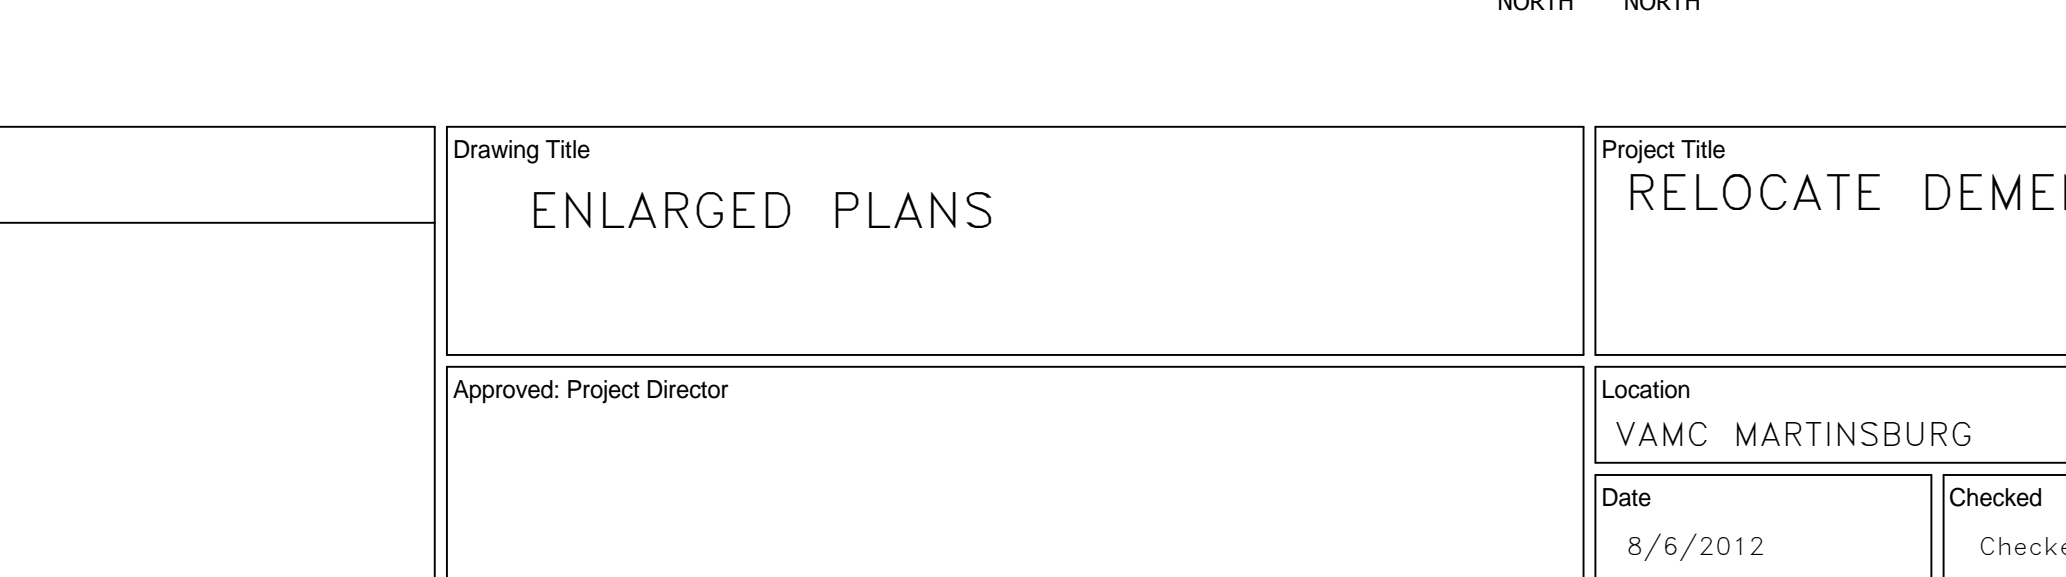 NORTH NORTH
Drawing Title
ENLARGED PLANS
Project Title
RELOCATE
Approved: Project Director
Location
VAMC MARTINSBURG
Date
8/6/2012
Checked